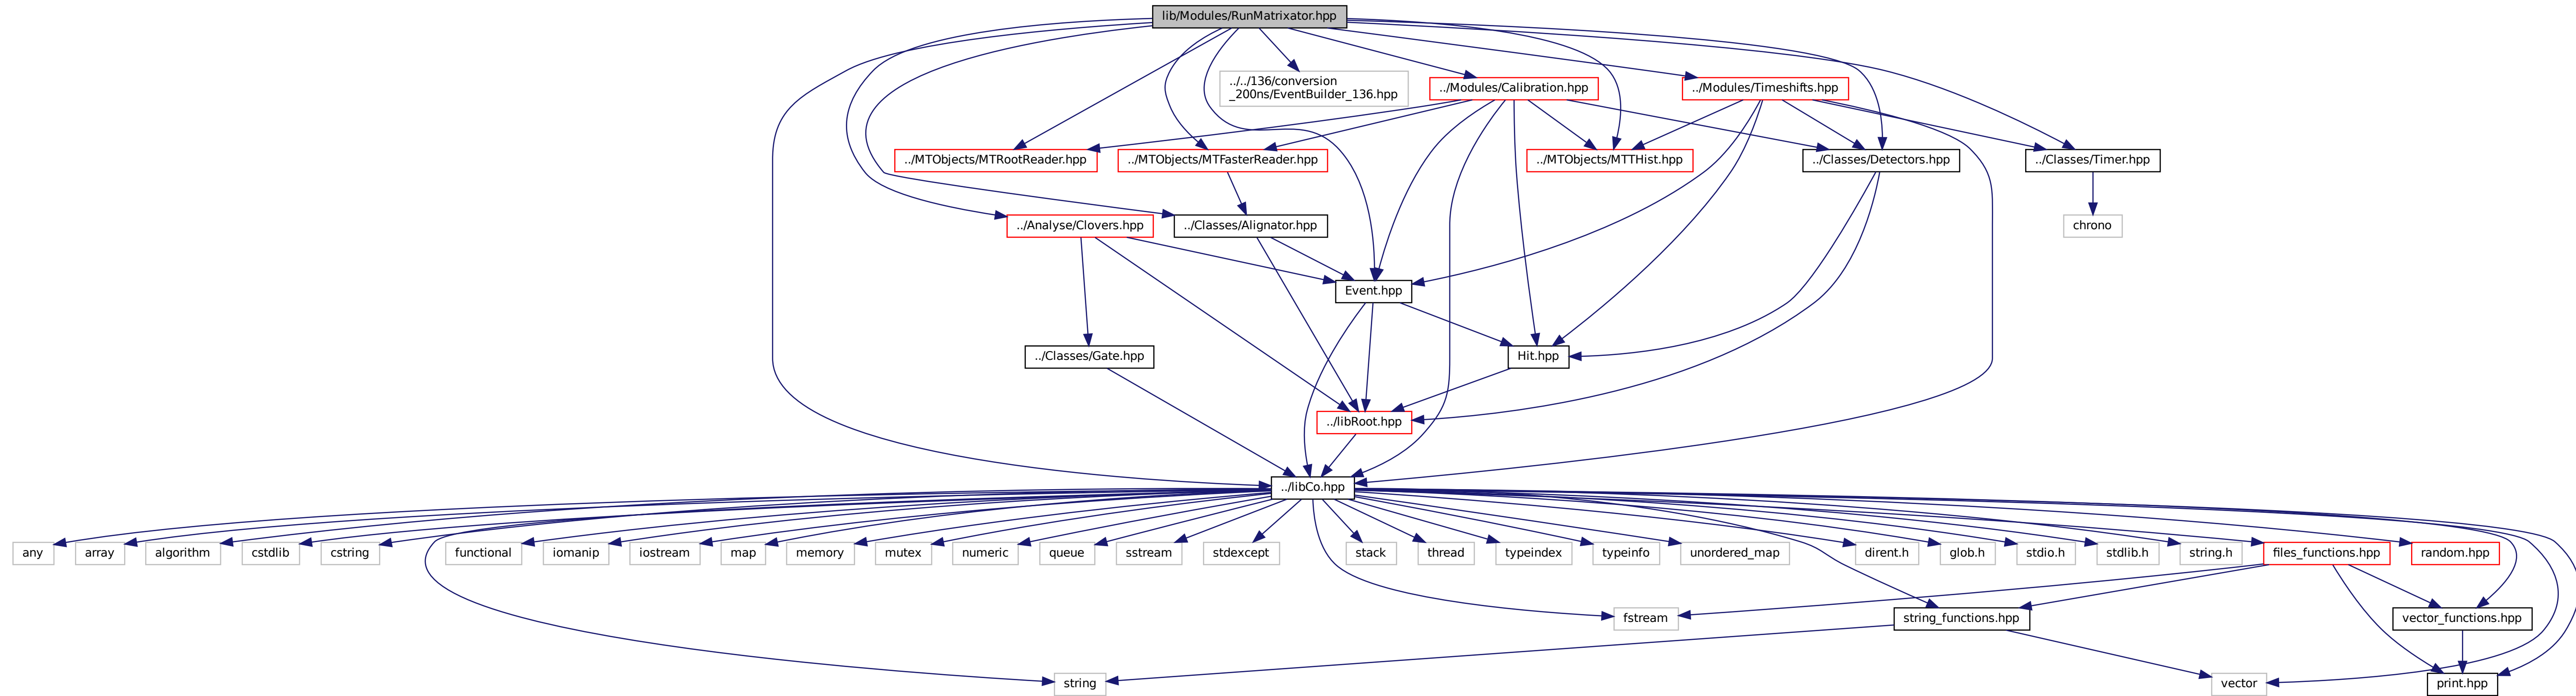 lib/Modules/RunMatrixator.hpp
../../136/conversion
_200ns/EventBuilder_136.hpp
../Modules/Calibration.hpp
../Modules/Timeshifts.hpp
../MTObjects/MTRootReader.hpp
../MTObjects/MTFasterReader.hpp
../MTObjects/MTTHist.hpp
../Classes/Detectors.hpp
../Classes/Timer.hpp
../Analyse/Clovers.hpp
../Classes/Alignator.hpp
chrono
Event.hpp
../Classes/Gate.hpp
Hit.hpp
../libRoot.hpp
../libCo.hpp
any
array
algorithm
cstdlib
cstring
functional
iomanip
iostream
map
memory
mutex
numeric
queue
sstream
stdexcept
stack
thread
typeindex
typeinfo
unordered_map
dirent.h
glob.h
stdio.h
stdlib.h
string.h
files_functions.hpp
random.hpp
fstream
string_functions.hpp
vector_functions.hpp
string
vector
print.hpp